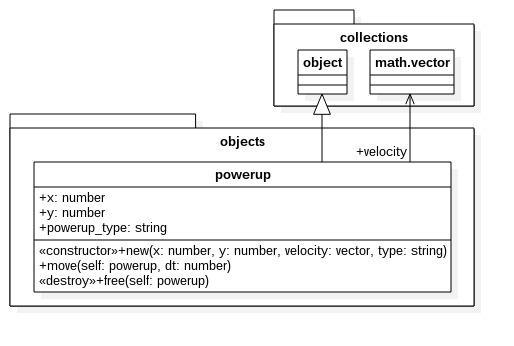 collections
object
math.vector
objects
+velocity
powerup
+x: number
+y: number
+powerup_type: string
«constructor»+new(x: number, y: number, velocity: vector, type: string)
+move(self: powerup, dt: number)
«destroy»+free(self: powerup)